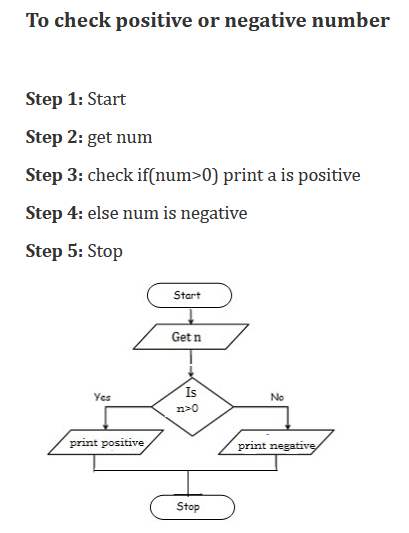 To check positive or negative number
Step 1: Start
Step 2: get num
Step 3: check if(num>0) print a is positive
Step 4: else num is negative
Step 5: Stop
Start
Get n
Is
n>0
Yes
No
print positive
print negative
Stop